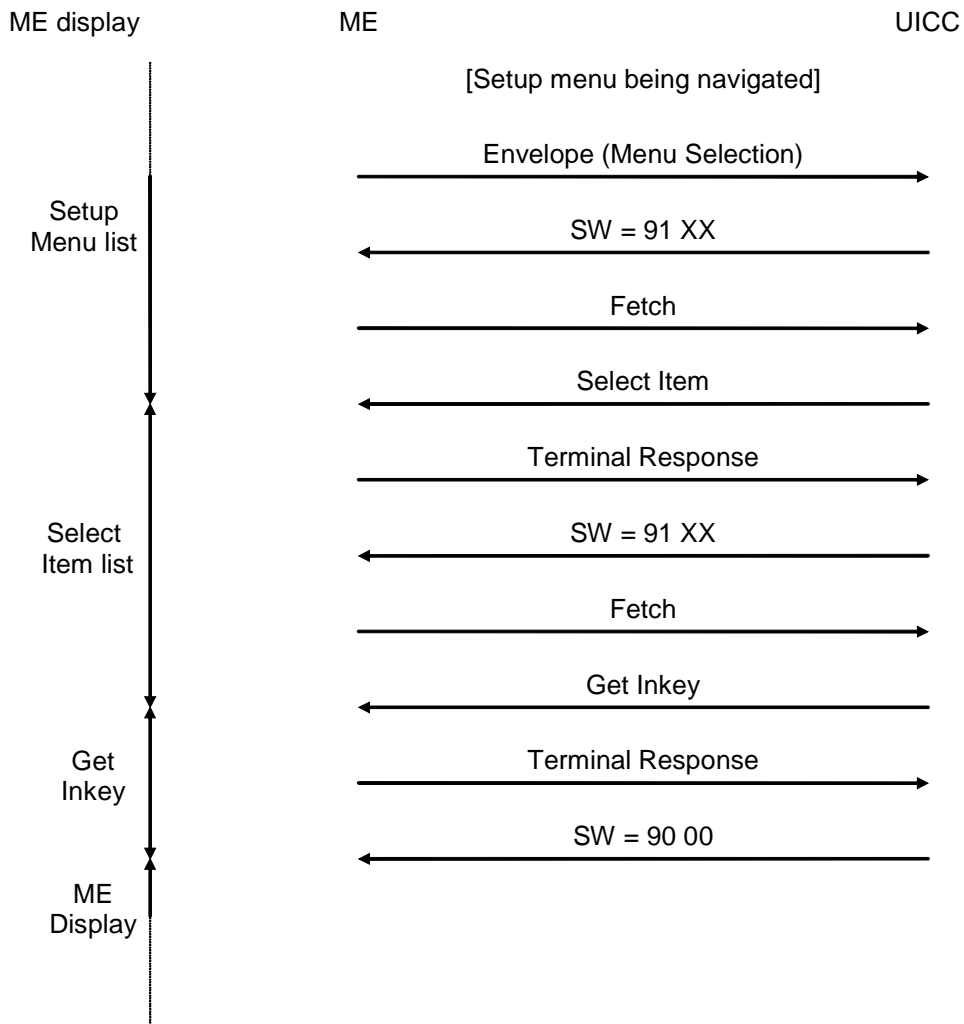 ME display
ME
UICC
[Setup menu being navigated]
Envelope (Menu Selection)
Setup
Menu list
SW = 91 XX
Fetch
Select Item
Terminal Response
Select
Item list
SW = 91 XX
Fetch
Get Inkey
Get
Inkey
Terminal Response
SW = 90 00
ME
Display